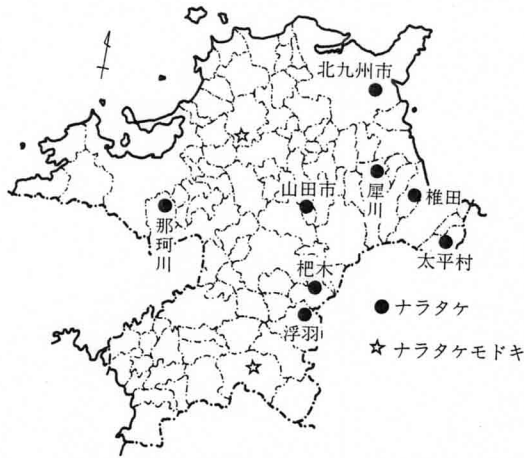 北九州市
山田市
犀川
椎田
那珂川
太平村
杷木
浮羽
● ナラタケ
☆ ナラタケモドキ